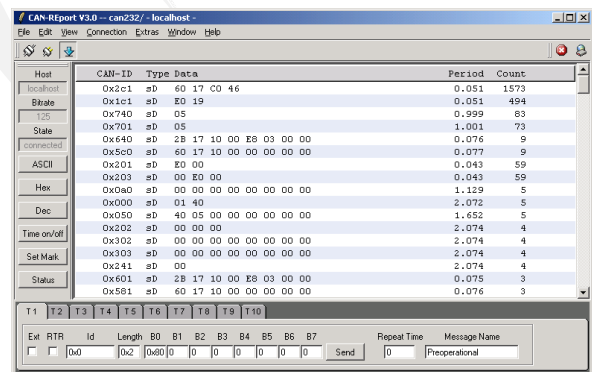 CAN-REport V3.0 -- can232/ - localhost -
File Edit View Connection Extras Window Help
Host
localhost
Bitrate
125
State
connected
ASCII
Hex
Dec
Time on/off
Set Mark
Status
CAN-ID Type Data Period Count
0x2c1 sD 60 17 C0 46 0.051 1573
0x1c1 sD E0 19 0.051 494
0x740 sD 05 0.999 83
0x701 sD 05 1.001 73
0x640 sD 2B 17 10 00 E8 03 00 00 0.076 9
0x5c0 sD 60 17 10 00 00 00 00 00 0.077 9
0x201 sD E0 00 0.043 59
0x203 sD 00 E0 00 0.043 59
0x0a0 sD 00 00 00 00 00 00 00 00 1.129 5
0x000 sD 01 40 2.072 5
0x050 sD 40 05 00 00 00 00 00 00 1.652 5
0x202 sD 00 00 00 2.074 4
0x302 sD 00 00 00 00 00 00 00 00 2.074 4
0x303 sD 00 00 00 00 00 00 00 00 2.074 4
0x241 sD 00 2.074 4
0x601 sD 2B 17 10 00 E8 03 00 00 0.075 3
0x581 sD 60 17 10 00 00 00 00 00 0.076 3
T 1 T 2 T 3 T 4 T 5 T 6 T 7 T 8 T 9 T 10
Ext RTR Id Length B0 B1 B2 B3 B4 B5 B6 B7 Repeat Time Message Name
0x0 0x2 0x80 0 0 0 0 0 0 0 Send 0 Preoperational